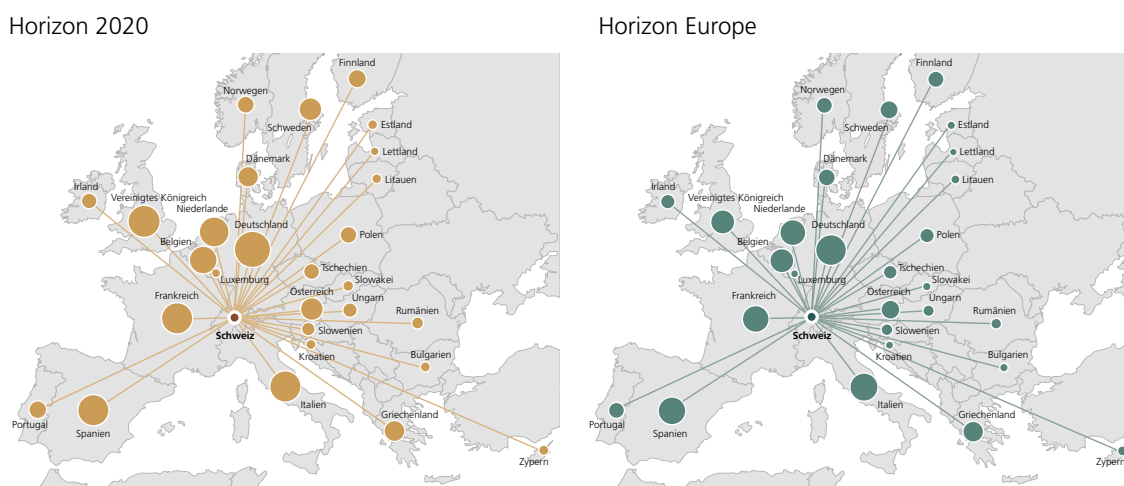 Horizon 2020
Finnland
Norwegen
Schweden
Estland
Lettland
Dänemark
Litauen
Irland
Vereinigtes Königreich
Niederlande
Deutschland
Belgien
Polen
Tschechien
Luxemburg
Slowakei
Österreich
Frankreich
Ungarn
Rumänien
Slowenien
Schweiz
Kroatien
Bulgarien
Italien
Griechenland
Portugal
Spanien
Zypern
Horizon Europe
Finnland
Norwegen
Schweden
Estland
Lettland
Dänemark
Litauen
Irland
Vereinigtes Königreich
Niederlande
Deutschland
Belgien
Polen
Tschechien
Luxemburg
Slowakei
Österreich
Frankreich
Ungarn
Rumänien
Slowenien
Schweiz
Kroatien
Bulgarien
Italien
Griechenland
Portugal
Spanien
Zypern